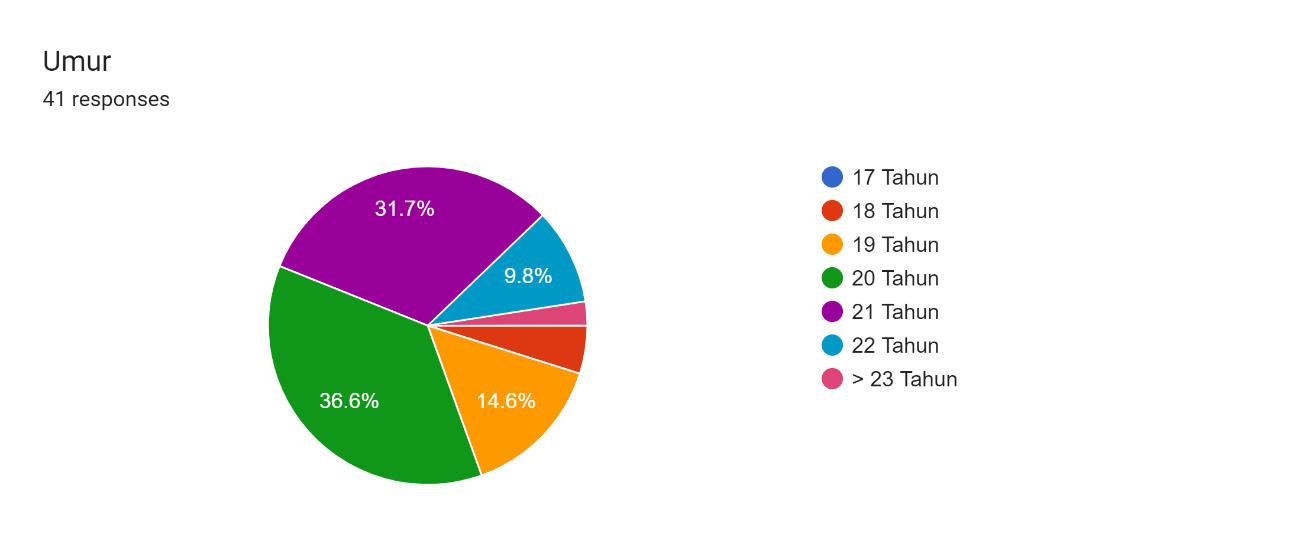 Umur
41 responses
31.7%
9.8%
36.6%
14.6%
17 Tahun
18 Tahun
19 Tahun
20 Tahun
21 Tahun
22 Tahun
> 23 Tahun